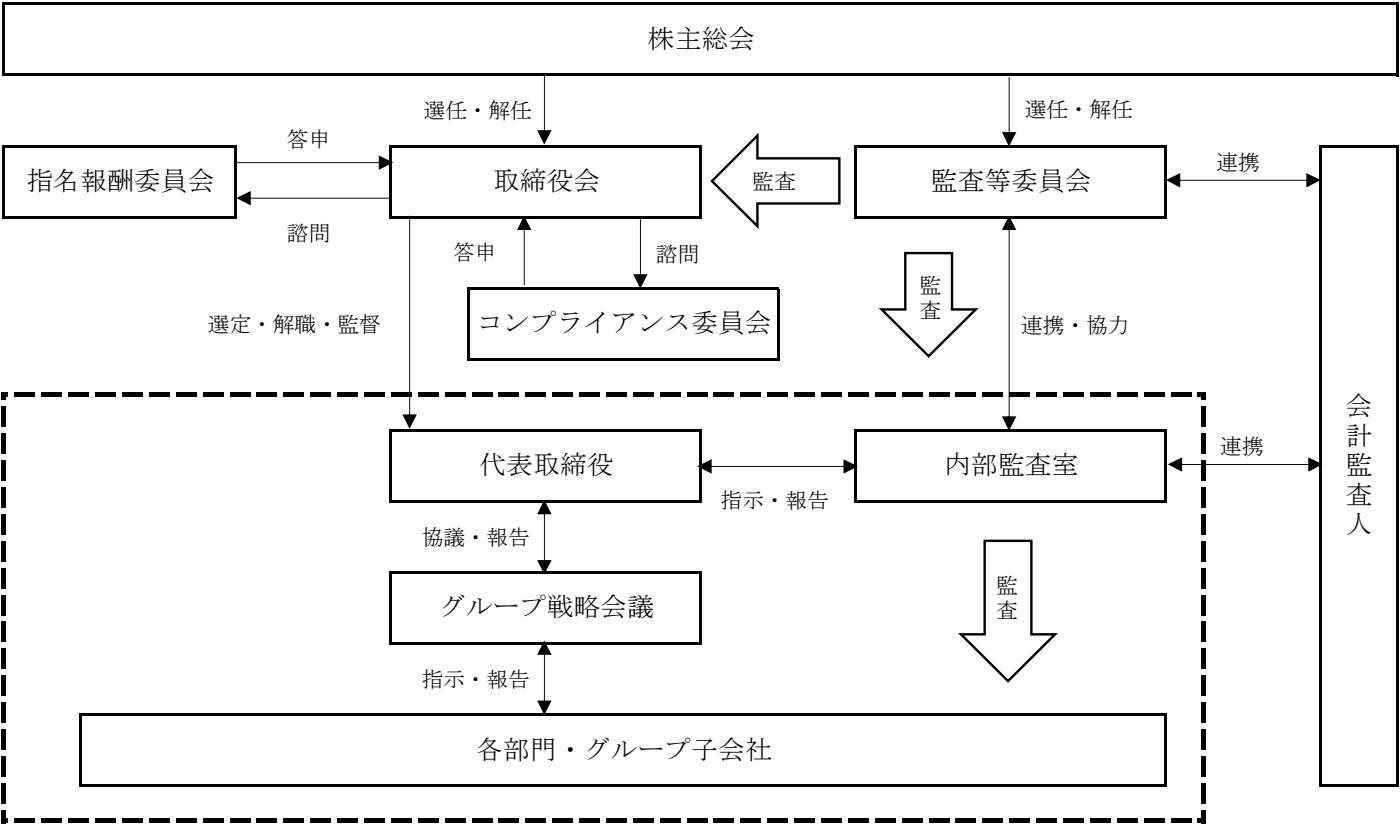 株主総会
選任・解任
選任・解任
答申
指名報酬委員会
取締役会
監査
監査等委員会
連携
諮問
答申
諮問
コンプライアンス委員会
選定・解職・監督
監査
連携・協力
会計監査人
代表取締役
内部監査室
連携
指示・報告
協議・報告
グループ戦略会議
監査
指示・報告
各部門・グループ子会社